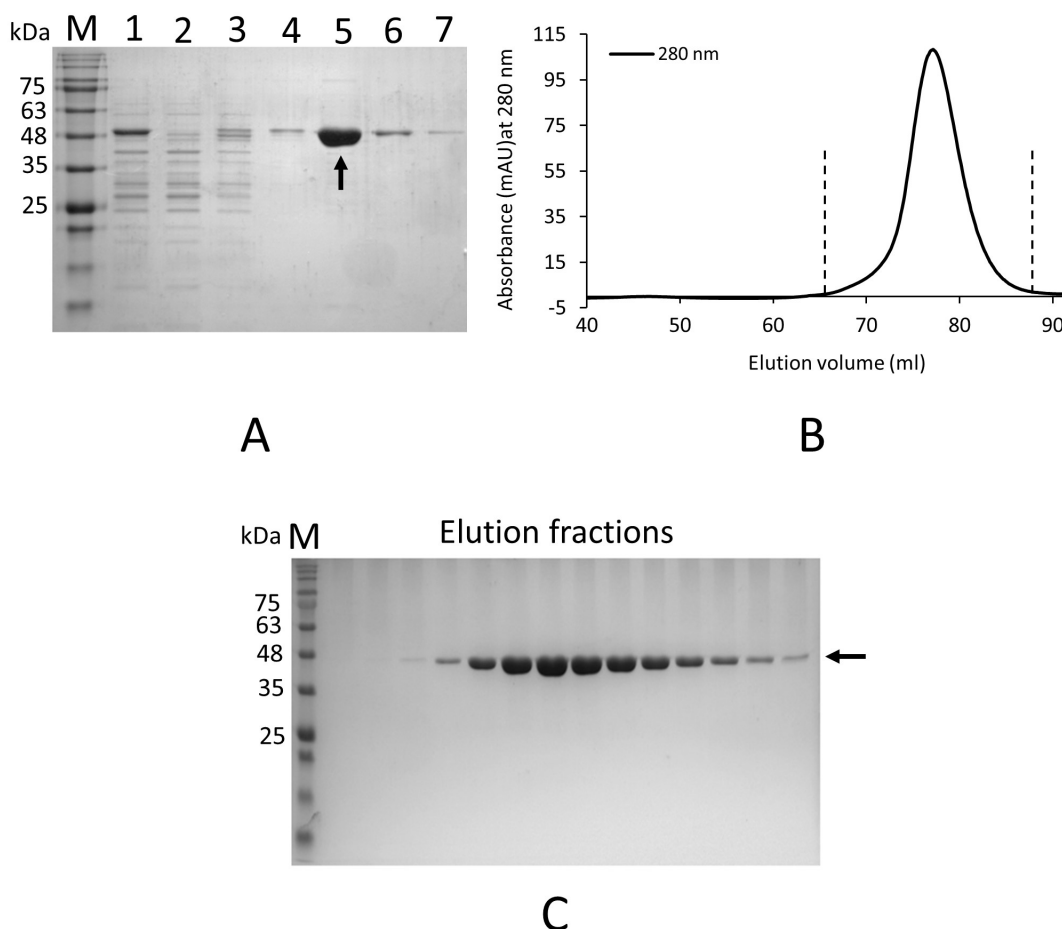 kDa M 1 2 3 4 5 6 7
75
63
48
35
25
A
115
95
75
55
35
15
-5
Absorbance (mAU)at 280 nm
280 nm
40 50 60 70 80 90
Elution volume (ml)
B
kDa M Elution fractions
75
63
48
35
25
C